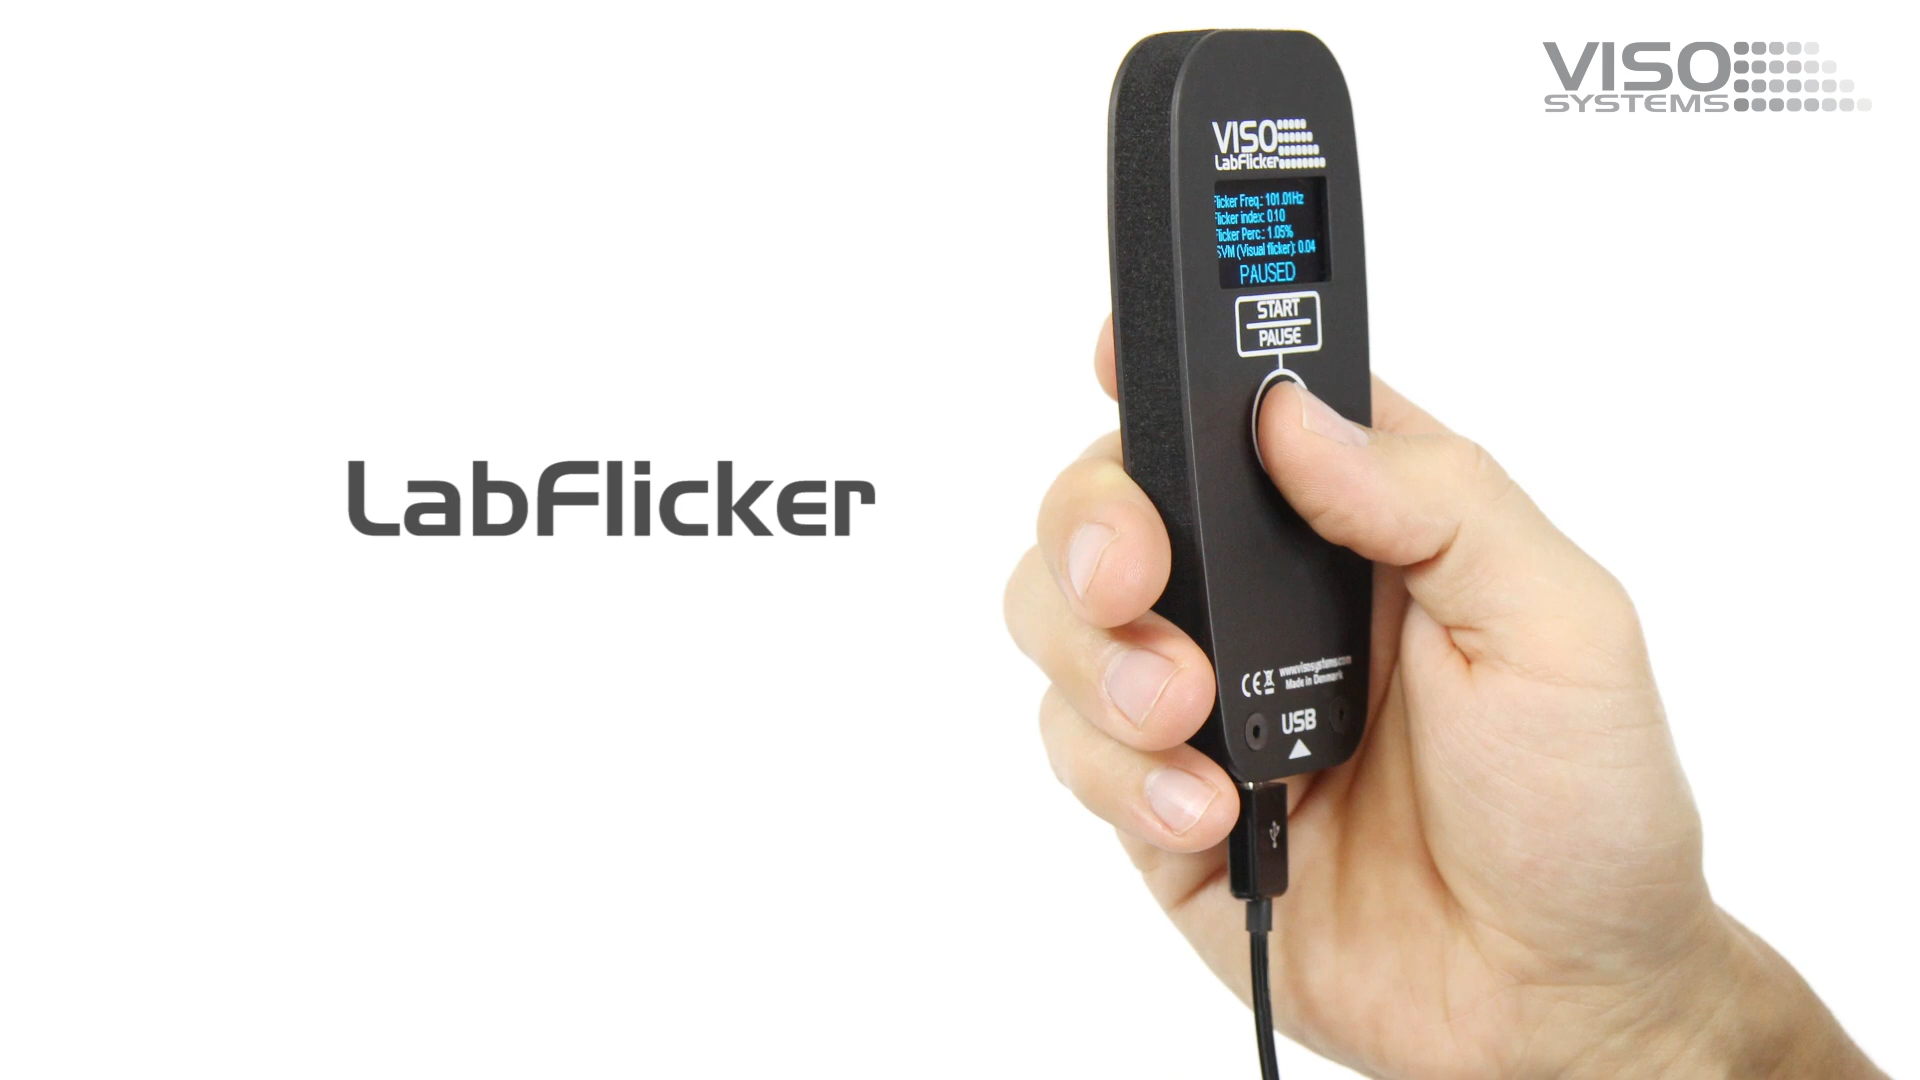 VISO
SYSTEMS
LabFlicker
VISO
LabFlicker
Flicker Freq.: 101.01Hz
Flicker index: 0.10
Flicker Perc.: 1.05%
SVM (Visual flicker): 0.04
PAUSED
START
PAUSE
CE
www.visosystems.com
Made in Denmark
USB